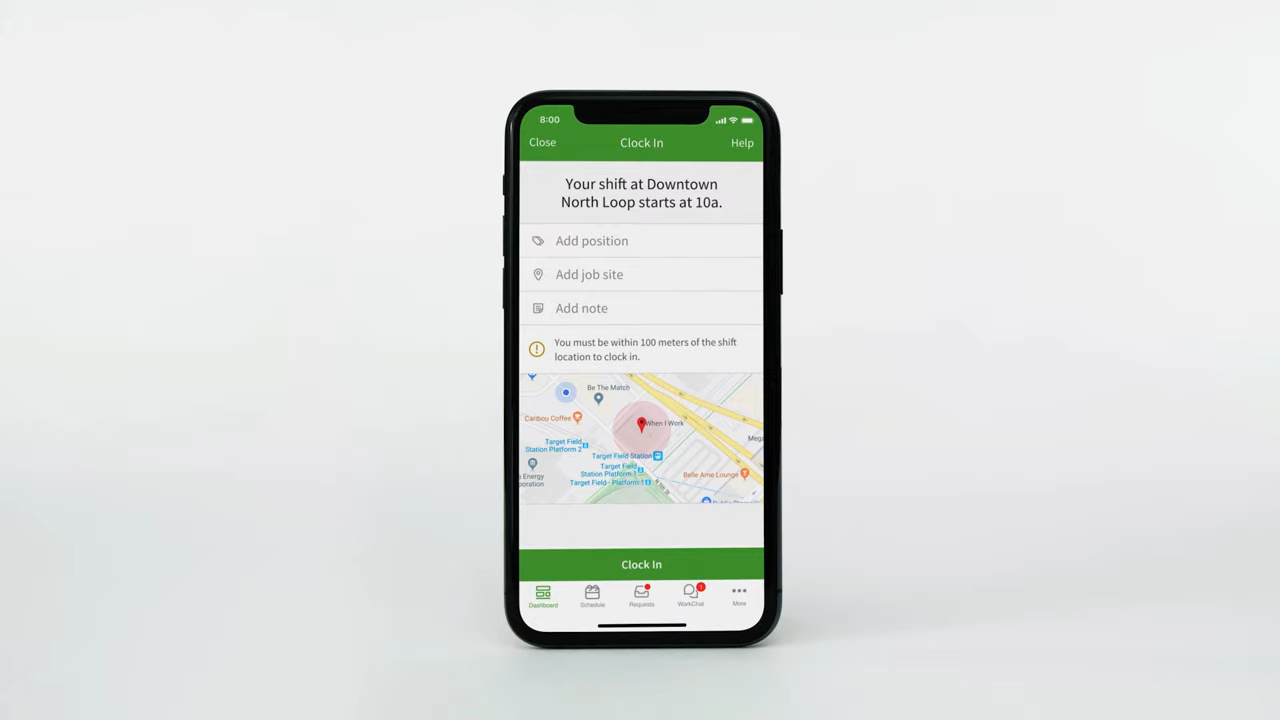 8:00
Close
Clock In
Help
Your shift at Downtown
North Loop starts at 10a.
Add position
Add job site
Add note
You must be within 100 meters of the shift
location to clock in.
Be The Match
Caribou Coffee
When I Work
Target Field
Station Platform 2
Target Field Station
Target Field
Station Platform 1
Target Field - Platform 1
Energy
N 5th St
Belle Ame Lounge
Clock In
Dashboard
Schedule
Requests
WorkChat
More